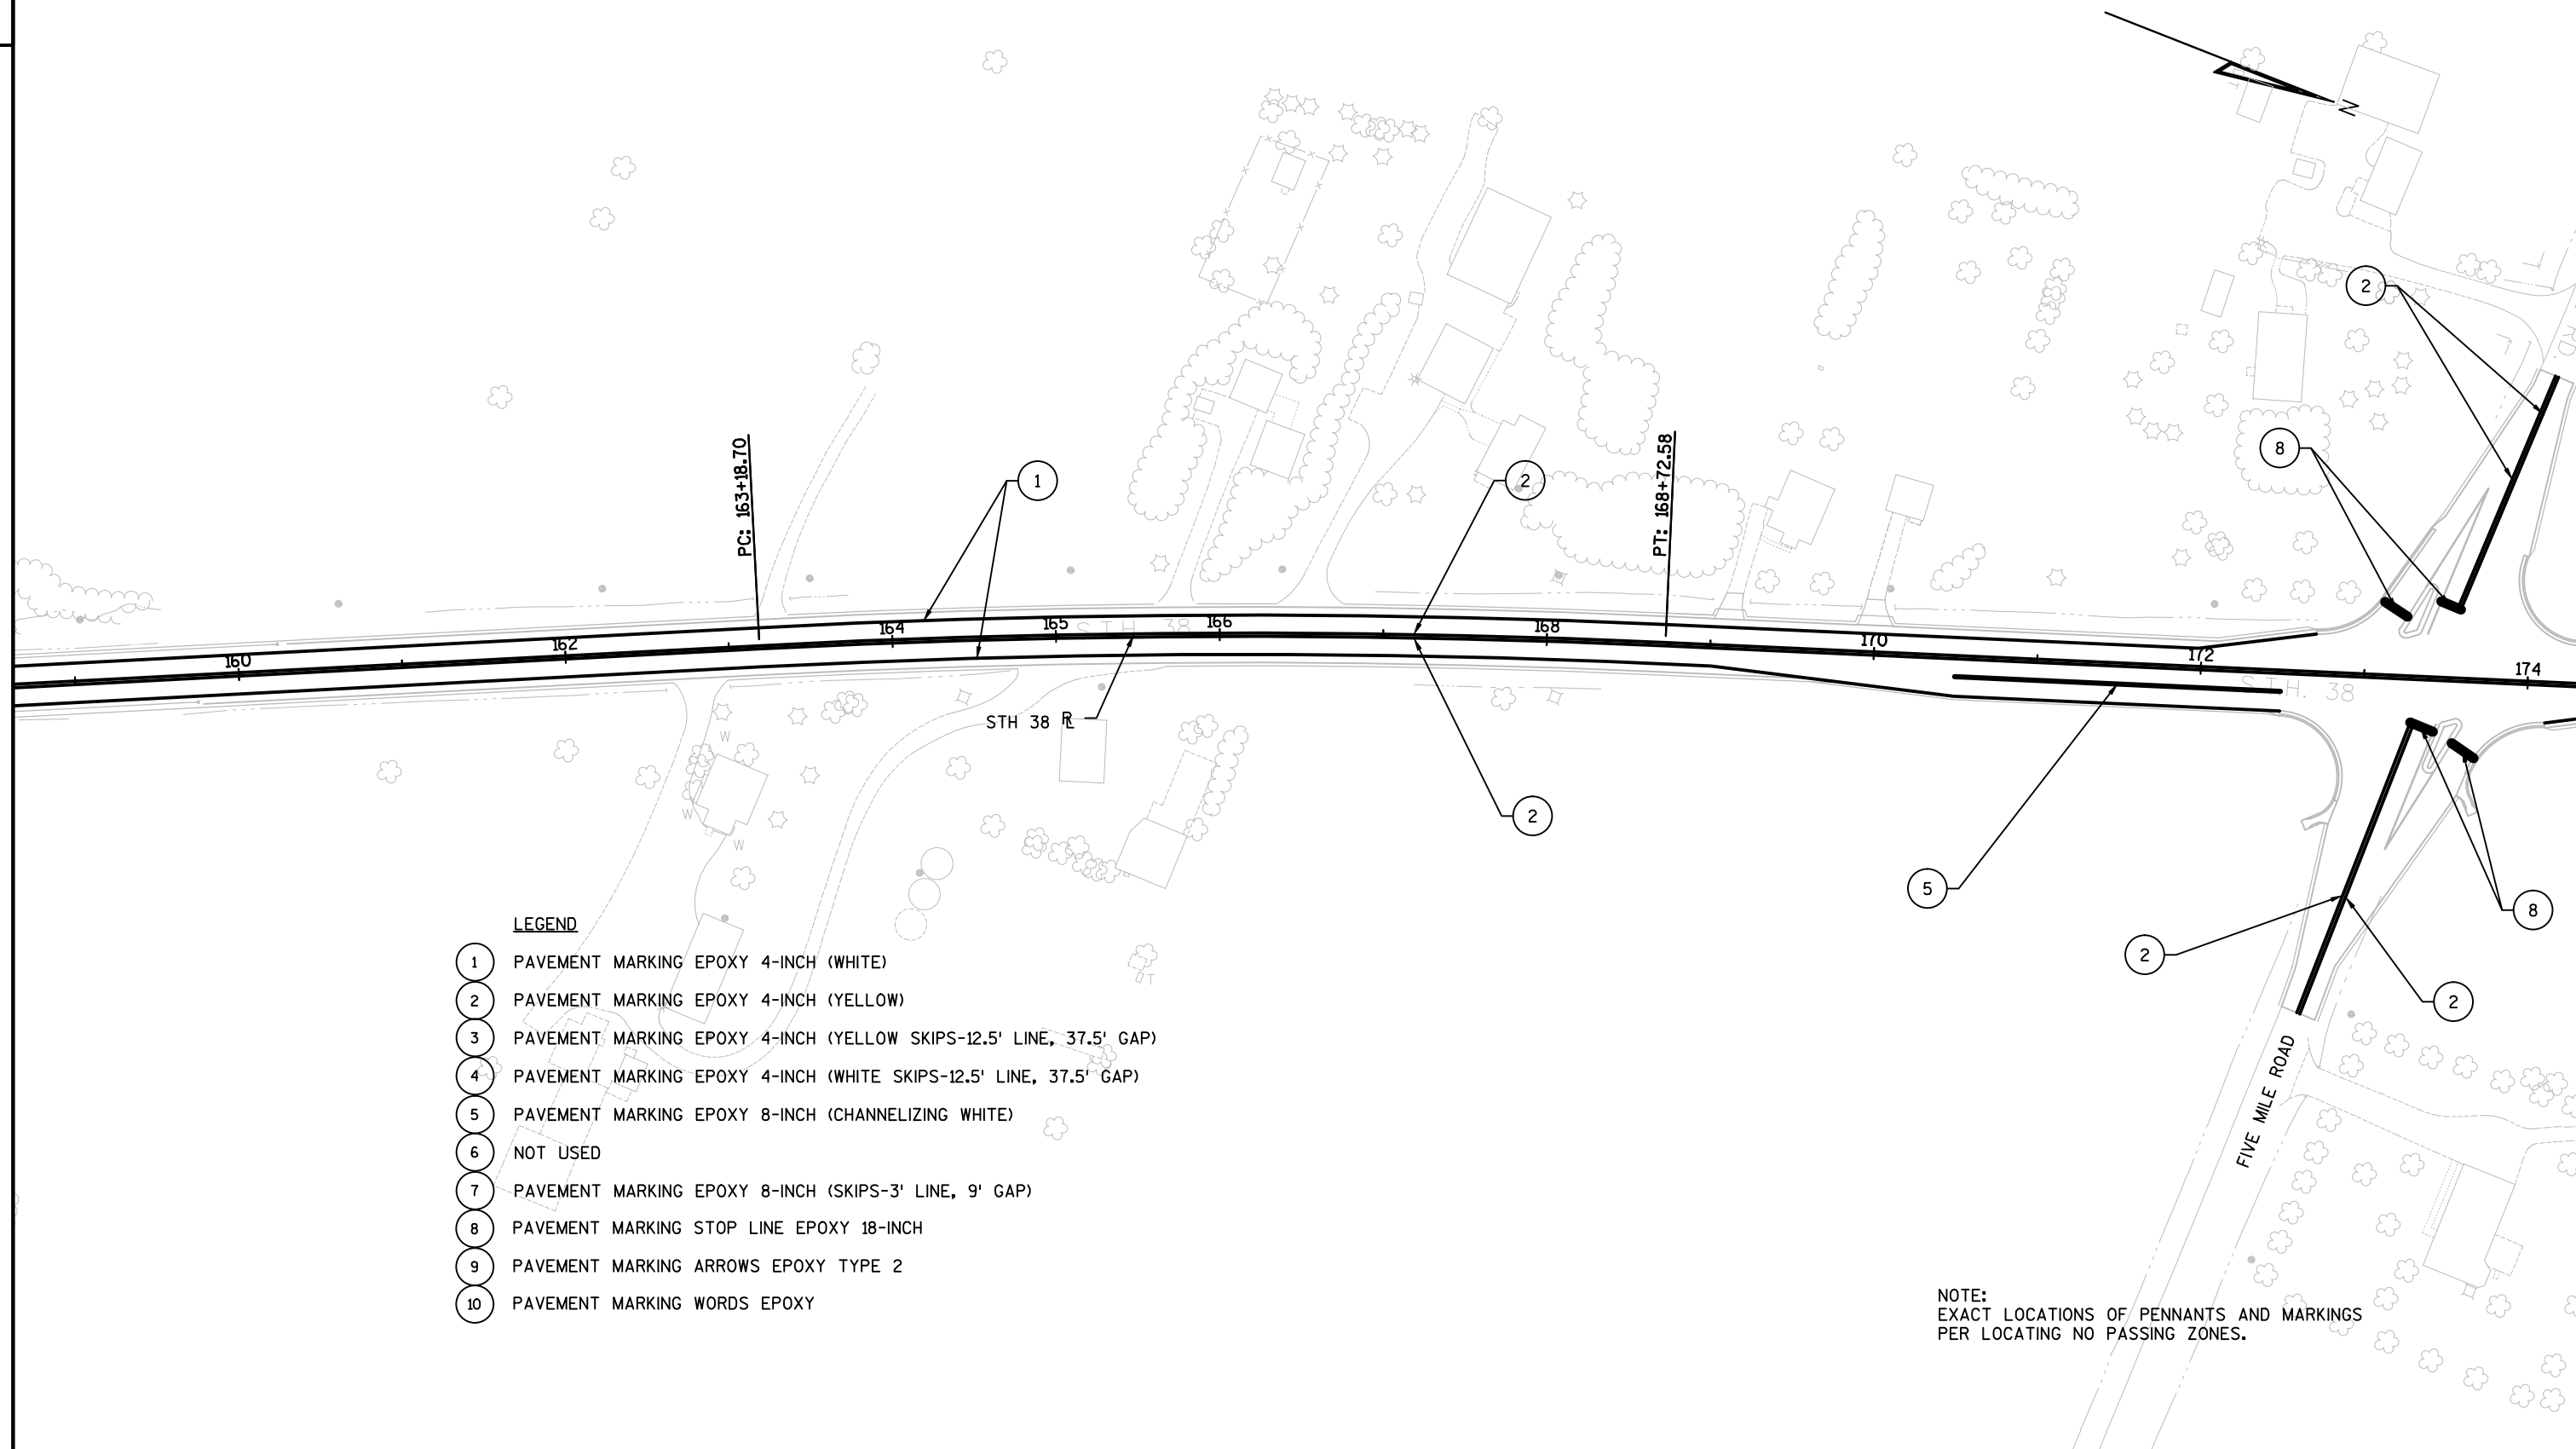 N
2
8
1
2
PC: 163+18.70
PT: 168+72.58
160
162
164
165
166
168
170
172
174
STH 38
STH. 38
STH 38 RL
2
5
8
2
2
FIVE MILE ROAD
W
W
W
T
LEGEND
1 PAVEMENT MARKING EPOXY 4-INCH (WHITE)
2 PAVEMENT MARKING EPOXY 4-INCH (YELLOW)
3 PAVEMENT MARKING EPOXY 4-INCH (YELLOW SKIPS-12.5' LINE, 37.5' GAP)
4 PAVEMENT MARKING EPOXY 4-INCH (WHITE SKIPS-12.5' LINE, 37.5' GAP)
5 PAVEMENT MARKING EPOXY 8-INCH (CHANNELIZING WHITE)
6 NOT USED
7 PAVEMENT MARKING EPOXY 8-INCH (SKIPS-3' LINE, 9' GAP)
8 PAVEMENT MARKING STOP LINE EPOXY 18-INCH
9 PAVEMENT MARKING ARROWS EPOXY TYPE 2
10 PAVEMENT MARKING WORDS EPOXY
NOTE:
EXACT LOCATIONS OF PENNANTS AND MARKINGS
PER LOCATING NO PASSING ZONES.